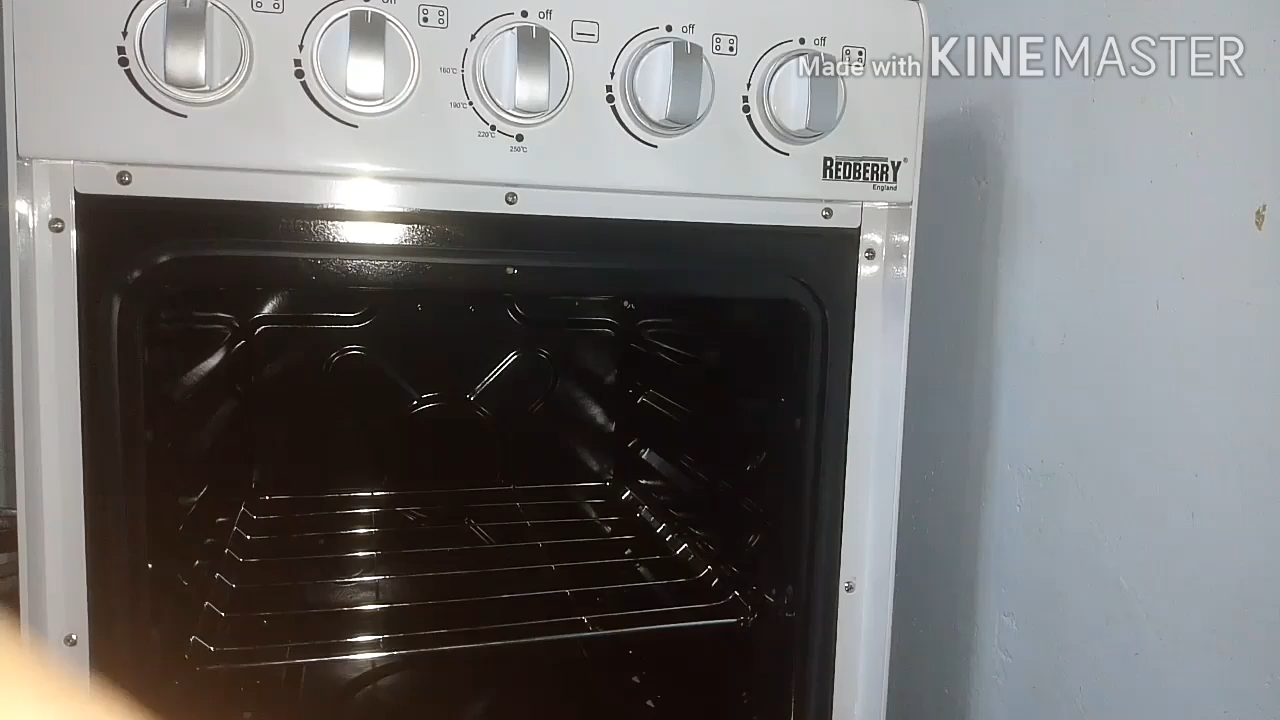 off
off
off
off
160°C
190°C
220°C
250°C
Made with KINEMASTER
REDBERRY®
England